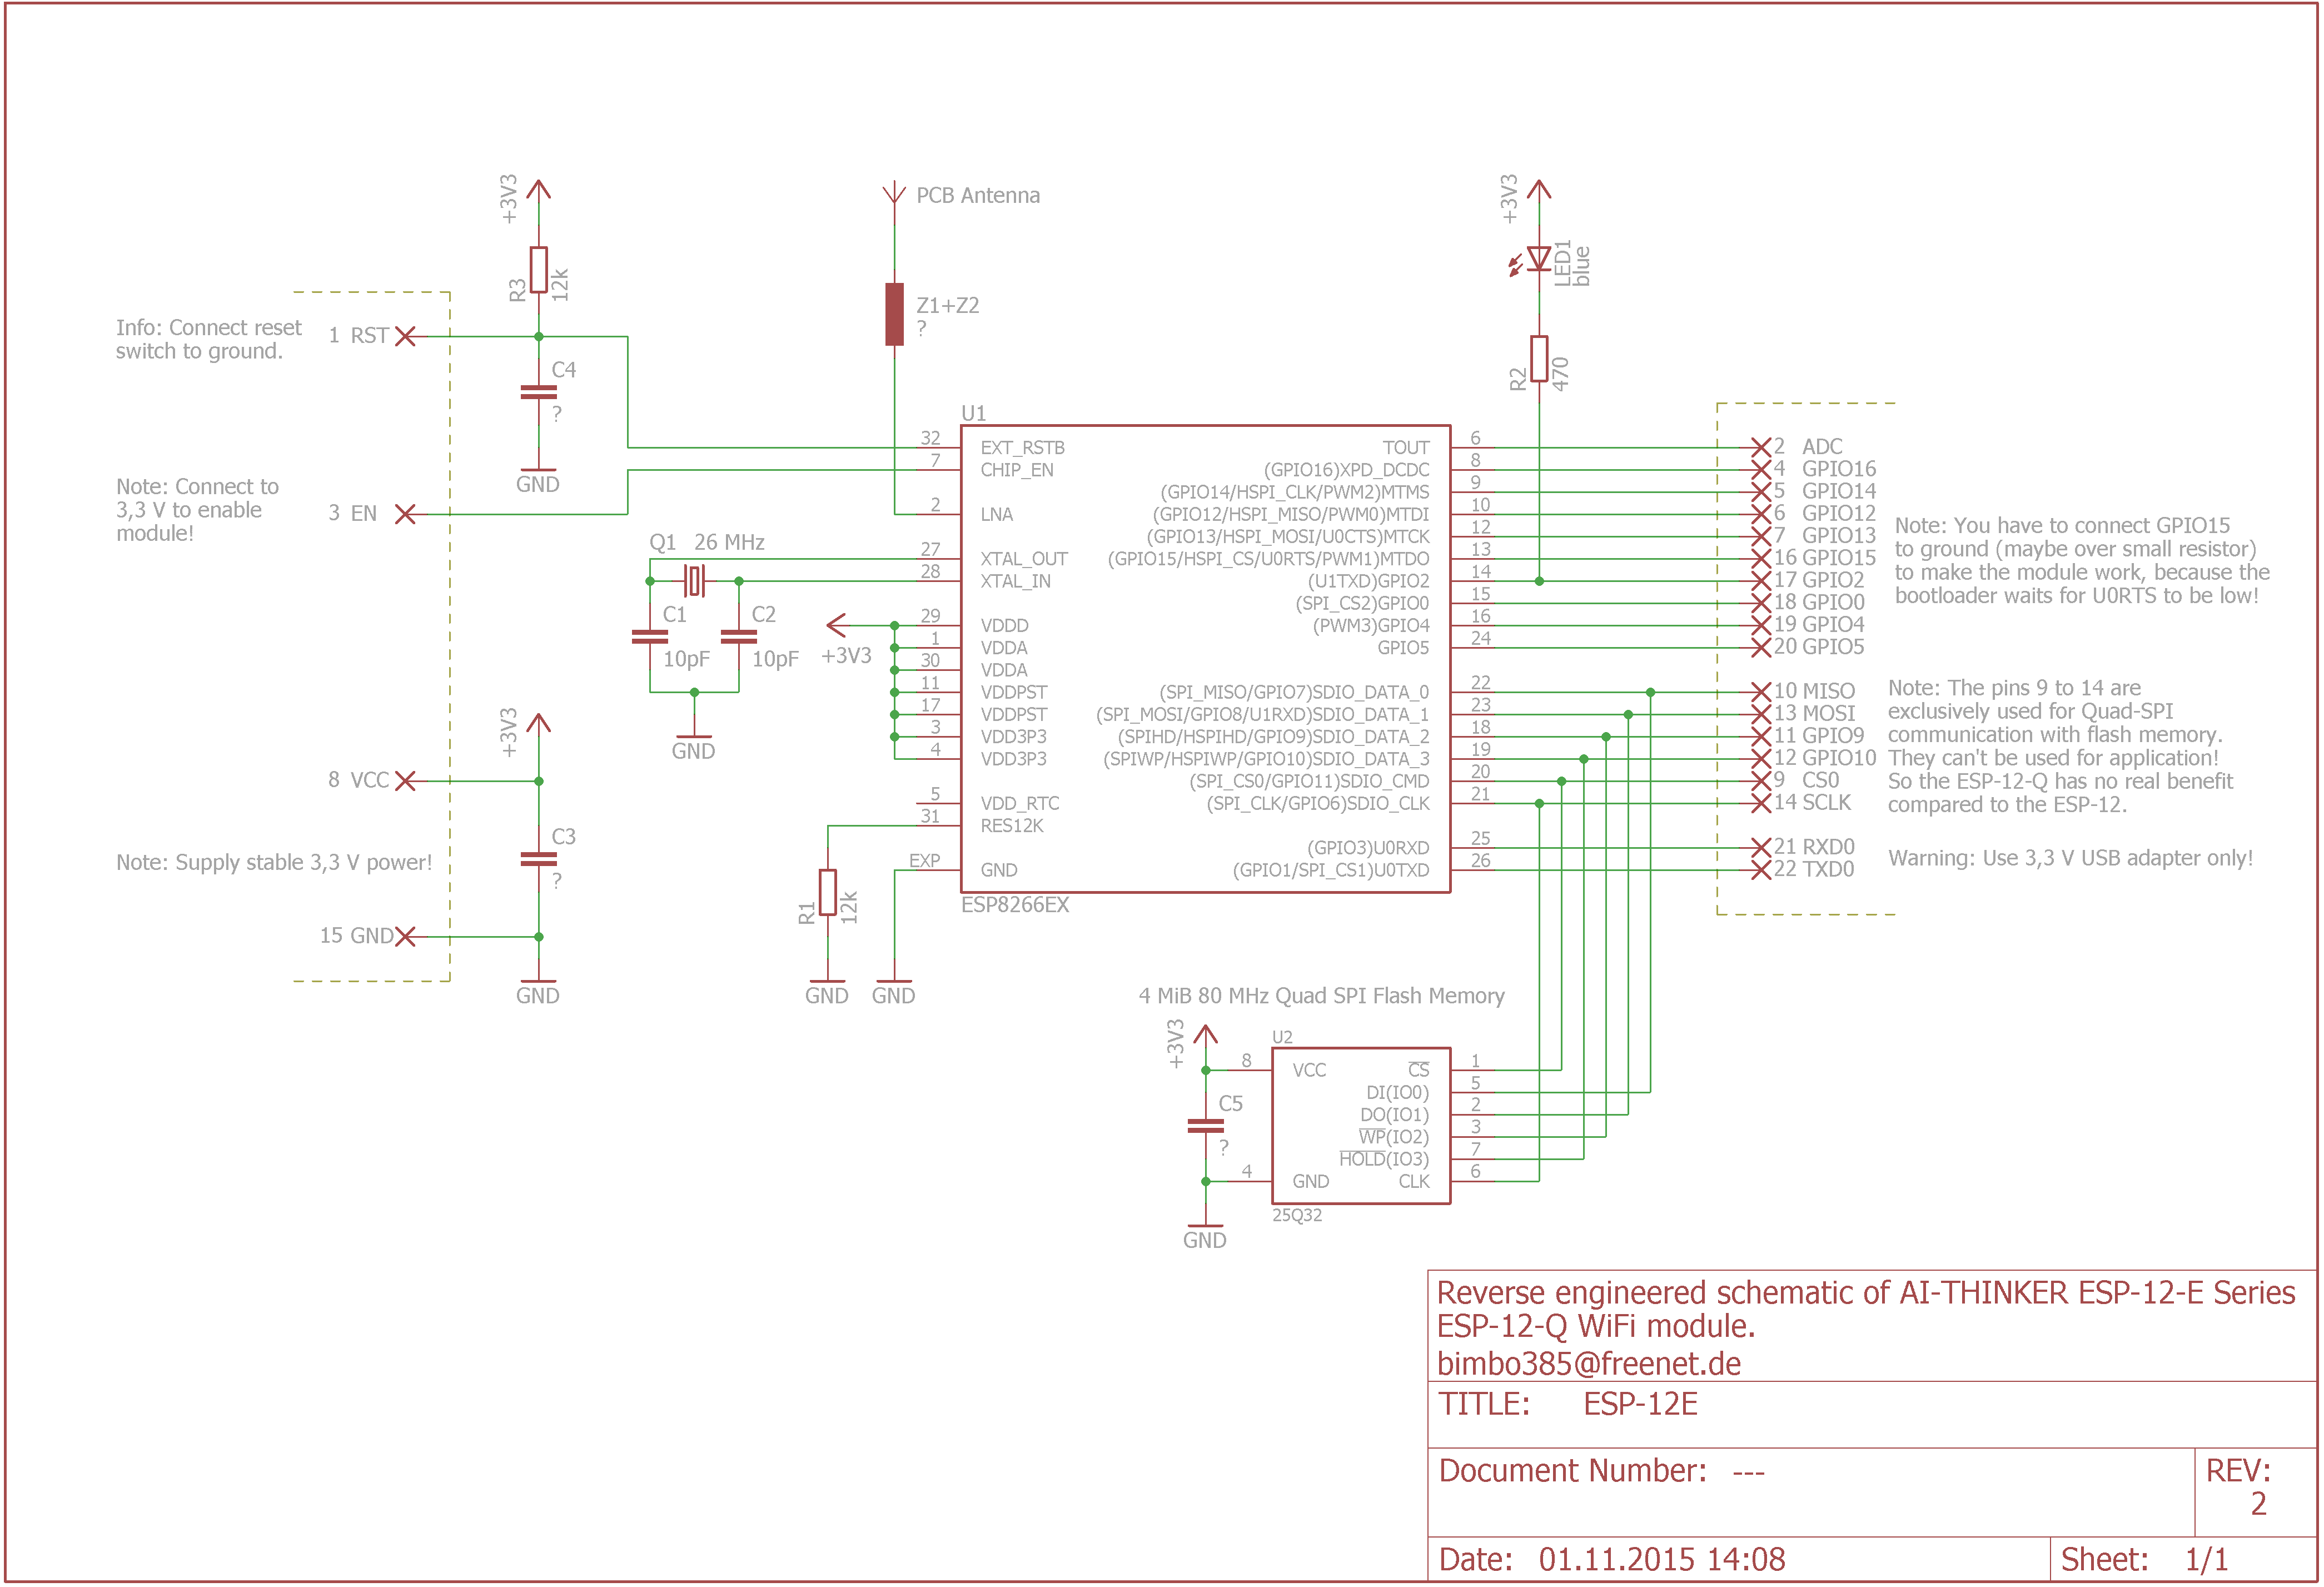 +3V3
R3
12k
Info: Connect reset
switch to ground.
1 RST
C4
?
GND
Note: Connect to
3,3 V to enable
module!
3 EN
PCB Antenna
Z1+Z2
?
Q1 26 MHz
C1
10pF
C2
10pF
GND
+3V3
+3V3
8 VCC
C3
?
Note: Supply stable 3,3 V power!
15 GND
GND
R1
12k
GND
GND
U1
32 EXT_RSTB
7 CHIP_EN
2 LNA
27 XTAL_OUT
28 XTAL_IN
29 VDDD
1 VDDA
30 VDDA
11 VDDPST
17 VDDPST
3 VDD3P3
4 VDD3P3
5 VDD_RTC
31 RES12K
EXP GND
ESP8266EX
+3V3
LED1
blue
R2
470
TOUT 6 2 ADC
(GPIO16)XPD_DCDC 8 4 GPIO16
(GPIO14/HSPI_CLK/PWM2)MTMS 9 5 GPIO14
(GPIO12/HSPI_MISO/PWM0)MTDI 10 6 GPIO12
(GPIO13/HSPI_MOSI/U0CTS)MTCK 12 7 GPIO13
(GPIO15/HSPI_CS/U0RTS/PWM1)MTDO 13 16 GPIO15
(U1TXD)GPIO2 14 17 GPIO2
(SPI_CS2)GPIO0 15 18 GPIO0
(PWM3)GPIO4 16 19 GPIO4
GPIO5 24 20 GPIO5
(SPI_MISO/GPIO7)SDIO_DATA_0 22 10 MISO
(SPI_MOSI/GPIO8/U1RXD)SDIO_DATA_1 23 13 MOSI
(SPIHD/HSPIHD/GPIO9)SDIO_DATA_2 18 11 GPIO9
(SPIWP/HSPIWP/GPIO10)SDIO_DATA_3 19 12 GPIO10
(SPI_CS0/GPIO11)SDIO_CMD 20 9 CS0
(SPI_CLK/GPIO6)SDIO_CLK 21 14 SCLK
(GPIO3)U0RXD 25 21 RXD0
(GPIO1/SPI_CS1)U0TXD 26 22 TXD0
Note: You have to connect GPIO15
to ground (maybe over small resistor)
to make the module work, because the
bootloader waits for U0RTS to be low!
Note: The pins 9 to 14 are
exclusively used for Quad-SPI
communication with flash memory.
They can't be used for application!
So the ESP-12-Q has no real benefit
compared to the ESP-12.
Warning: Use 3,3 V USB adapter only!
4 MiB 80 MHz Quad SPI Flash Memory
+3V3
C5
?
GND
U2
8 VCC
4 GND
CS 1
DI(IO0) 5
DO(IO1) 2
WP(IO2) 3
HOLD(IO3) 7
CLK 6
25Q32
Reverse engineered schematic of AI-THINKER ESP-12-E Series
ESP-12-Q WiFi module.
bimbo385@freenet.de
TITLE: ESP-12E
Document Number: ---
REV:
2
Date: 01.11.2015 14:08
Sheet: 1/1